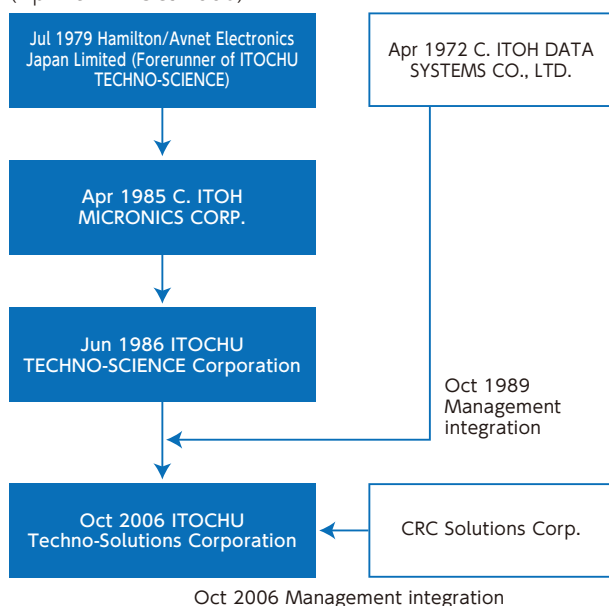 Jul 1979 Hamilton/Avnet Electronics
Japan Limited (Forerunner of ITOCHU
TECHNO-SCIENCE)
Apr 1972 C. ITOH DATA
SYSTEMS CO., LTD.
Apr 1985 C. ITOH
MICRONICS CORP.
Jun 1986 ITOCHU
TECHNO-SCIENCE Corporation
Oct 1989
Management
integration
Oct 2006 ITOCHU
Techno-Solutions Corporation
CRC Solutions Corp.
Oct 2006 Management integration